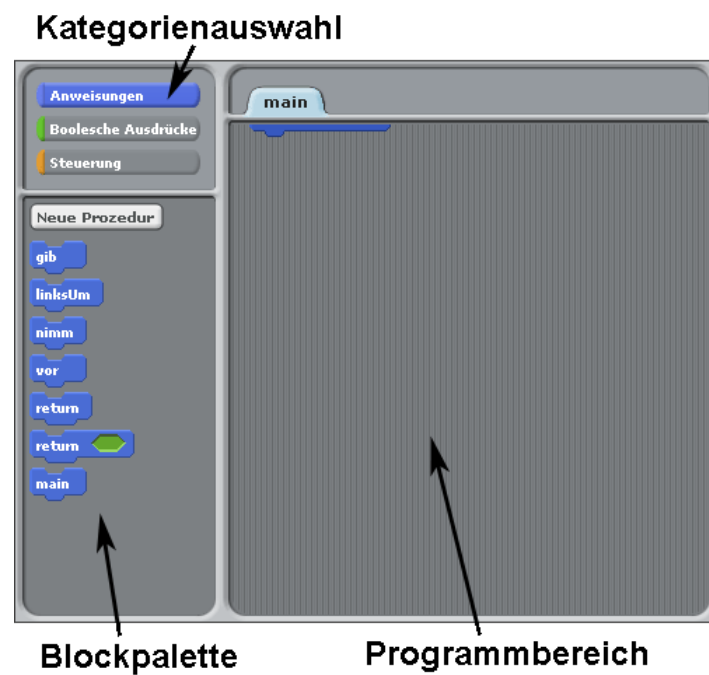 Kategorienauswahl
Anweisungen
Boolesche Ausdrücke
Steuerung
main
Neue Prozedur
gib
linksUm
nimm
vor
return
return
main
Blockpalette
Programmbereich